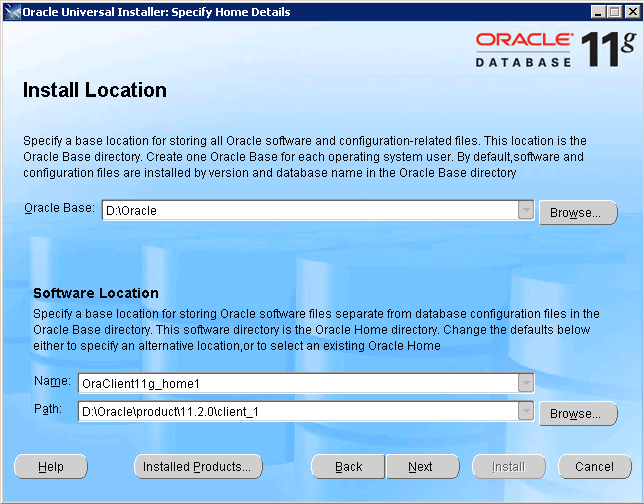 Oracle Universal Installer: Specify Home Details
ORACLE
DATABASE 11g
Install Location
Specify a base location for storing all Oracle software and configuration-related files. This location is the
Oracle Base directory. Create one Oracle Base for each operating system user. By default,software and
configuration files are installed by version and database name in the Oracle Base directory
Oracle Base: D:\Oracle Browse...
Software Location
Specify a base location for storing Oracle software files separate from database configuration files in the
Oracle Base directory. This software directory is the Oracle Home directory. Change the defaults below
either to specify an alternative location,or to select an existing Oracle Home
Name: OraClient11g_home1
Path: D:\Oracle\product\11.2.0\client_1 Browse...
Help Installed Products... Back Next Install Cancel